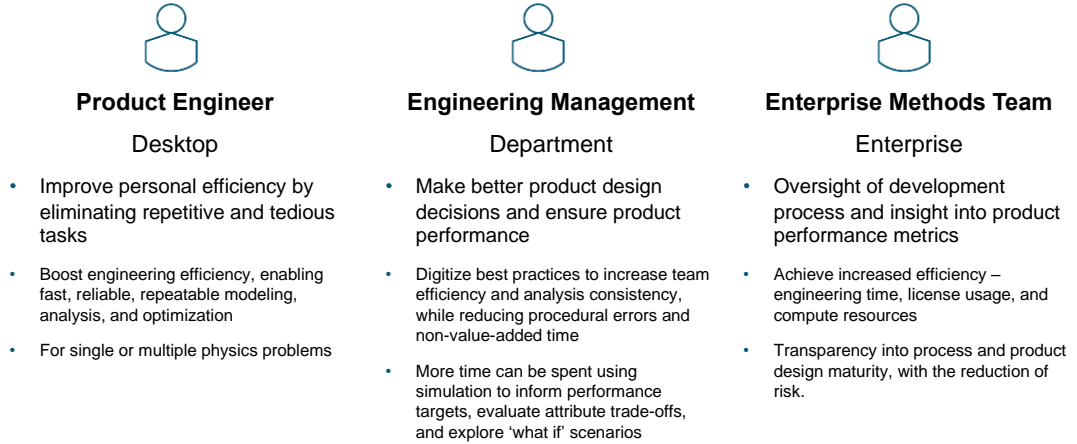 Product Engineer
Desktop
• Improve personal efficiency by
eliminating repetitive and tedious
tasks
• Boost engineering efficiency, enabling
fast, reliable, repeatable modeling,
analysis, and optimization
• For single or multiple physics problems
Engineering Management
Department
• Make better product design
decisions and ensure product
performance
• Digitize best practices to increase team
efficiency and analysis consistency,
while reducing procedural errors and
non-value-added time
• More time can be spent using
simulation to inform performance
targets, evaluate attribute trade-offs,
and explore ‘what if’ scenarios
Enterprise Methods Team
Enterprise
• Oversight of development
process and insight into product
performance metrics
• Achieve increased efficiency –
engineering time, license usage, and
compute resources
• Transparency into process and product
design maturity, with the reduction of
risk.